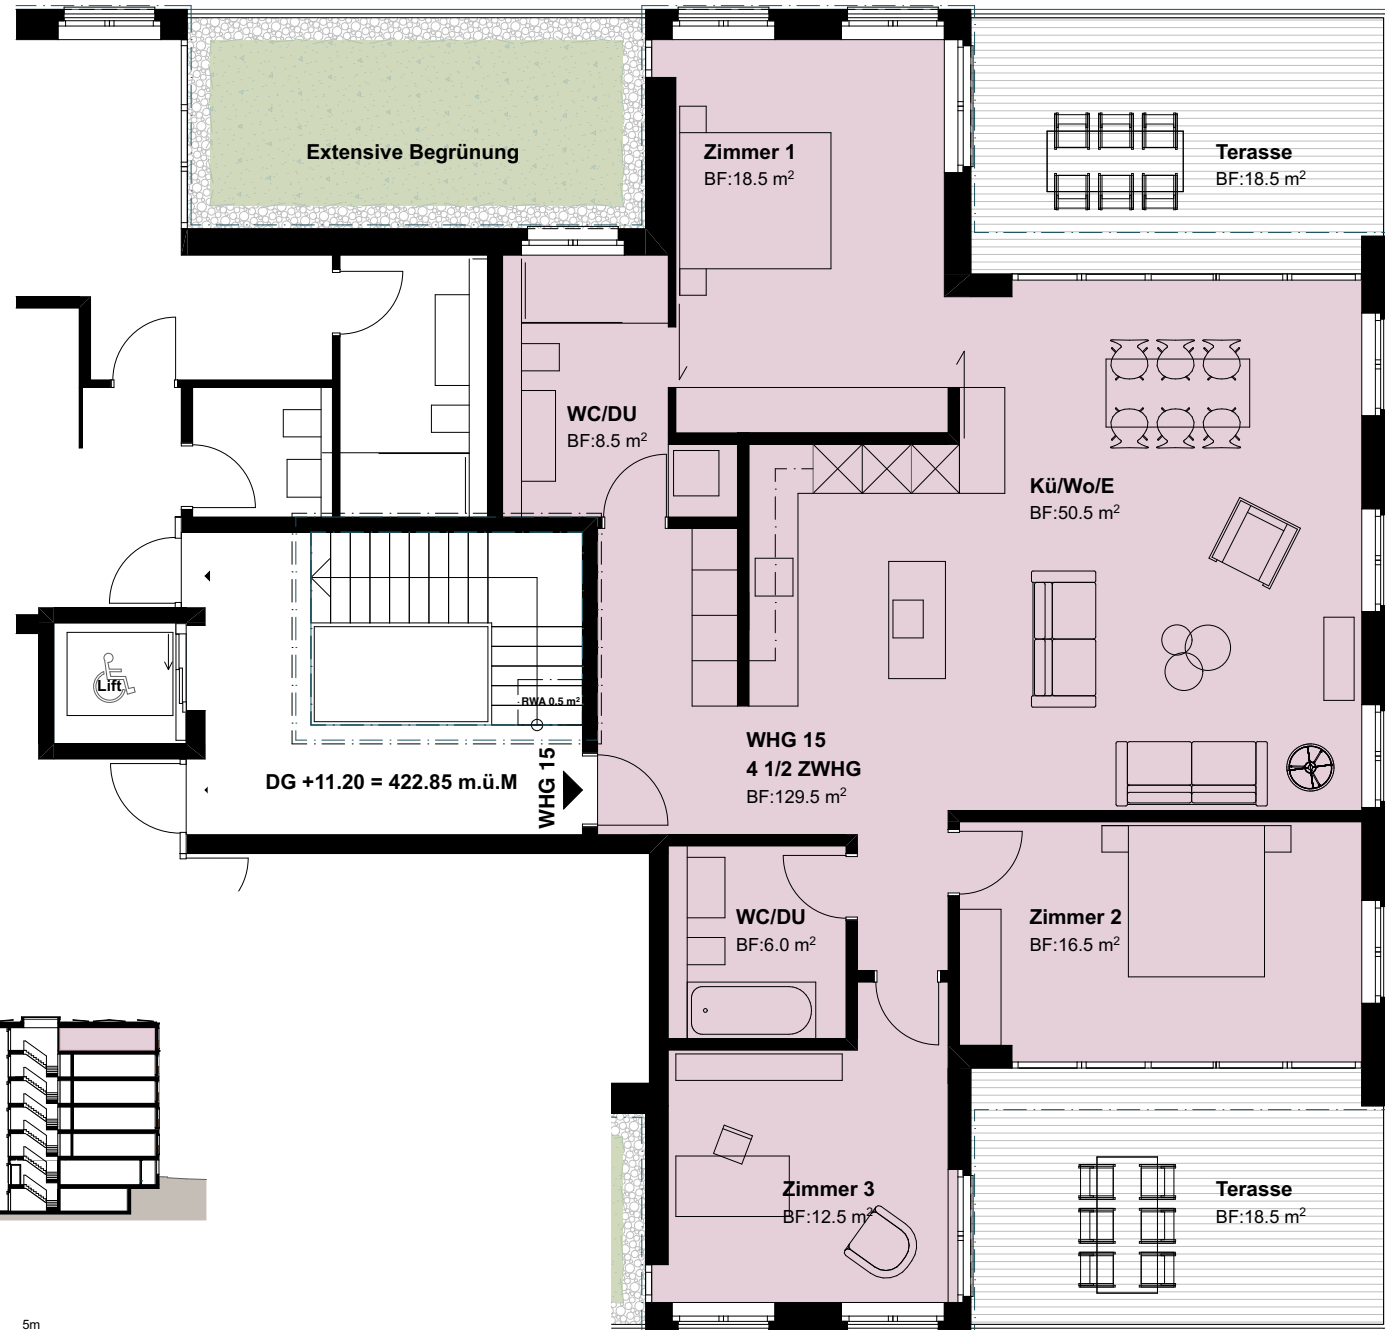 Extensive Begrünung
Zimmer 1
BF:18.5 m²
Terasse
BF:18.5 m²
WC/DU
BF:8.5 m²
Kü/Wo/E
BF:50.5 m²
Lift
RWA 0.5 m²
WHG 15
4 1/2 ZWHG
BF:129.5 m²
DG +11.20 = 422.85 m.ü.M
WHG 15
WC/DU
BF:6.0 m²
Zimmer 2
BF:16.5 m²
Zimmer 3
BF:12.5 m²
Terasse
BF:18.5 m²
5m